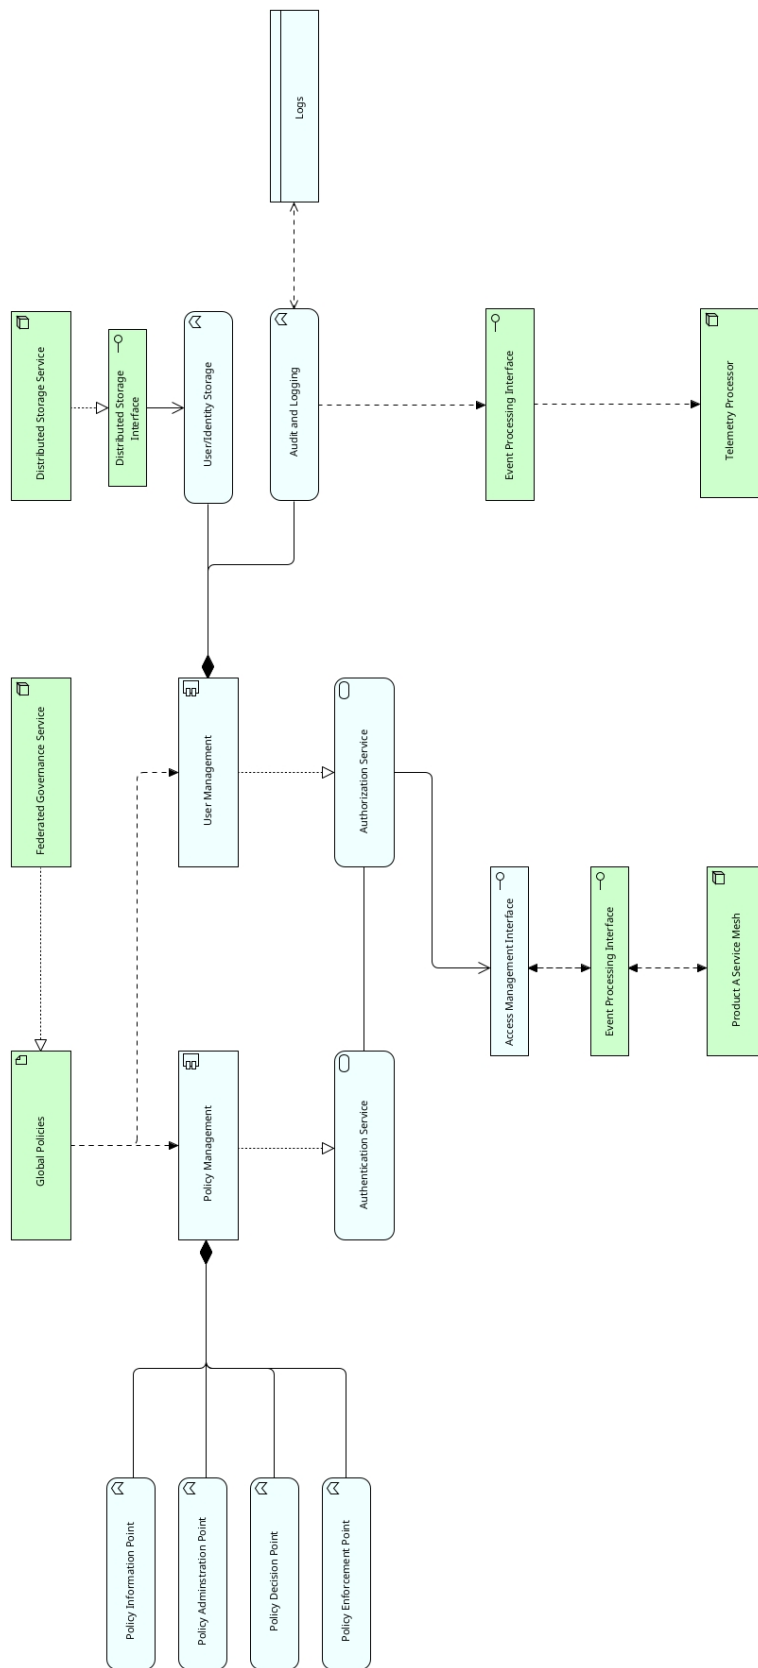 Logs
Distributed Storage Service
Distributed Storage
Interface
User/Identity Storage
Audit and Logging
Event Processing Interface
Telemetry Processor
Federated Governance Service
User Management
Authorization Service
Access Management Interface
Event Processing Interface
Product A Service Mesh
Global Policies
Policy Management
Authentication Service
Policy Information Point
Policy Adminstration Point
Policy Decision Point
Policy Enforcement Point